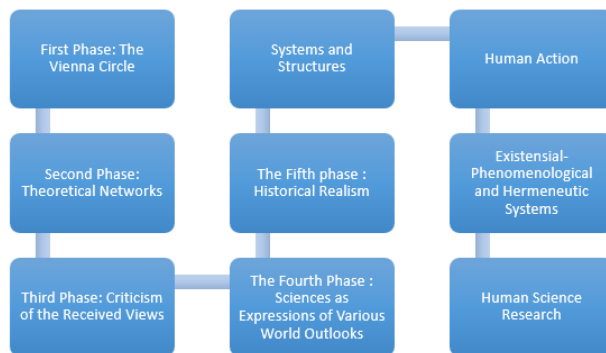 First Phase: The
Vienna Circle
Second Phase:
Theoretical Networks
Third Phase: Criticism
of the Received Views
The Fourth Phase :
Sciences as
Expressions of Various
World Outlooks
The Fifth phase :
Historical Realism
Systems and
Structures
Human Action
Existensial-
Phenomenological
and Hermeneutic
Systems
Human Science
Research